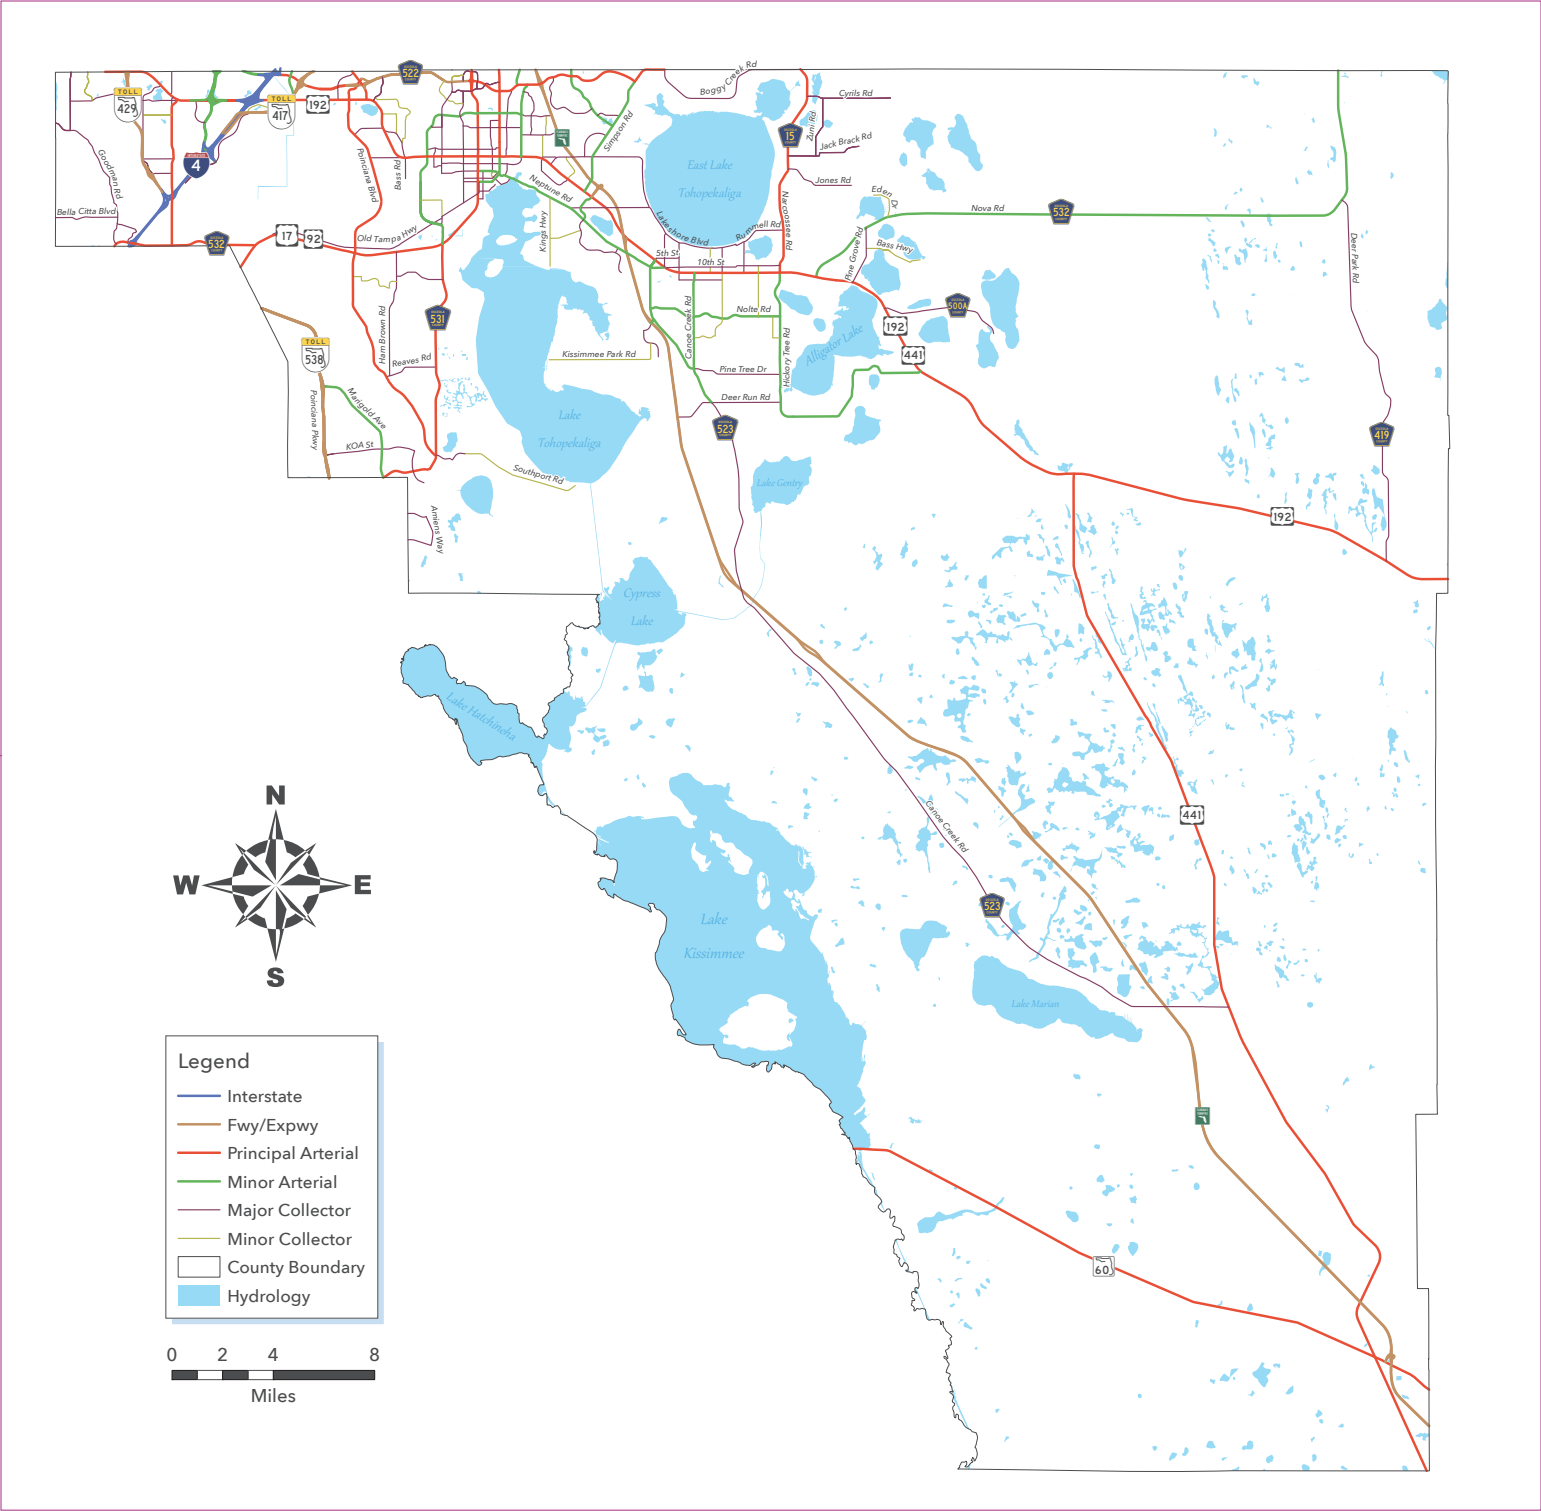 Boggy Creek Rd
522
TOLL
429
TOLL
417
192
Cyrils Rd
Zuni Rd
15
Jack Brack Rd
Simpson Rd
4
Goodman Rd
Poinciana Blvd
Bass Rd
East Lake
Tohopekaliga
Jones Rd
Neptune Rd
Eden Dr
Narcoossee Rd
Nova Rd
532
Bella Citta Blvd
Kings Hwy
Lakeshore Blvd
Rummell Rd
532
17
92
Old Tampa Hwy
Pine Grove Rd
Bass Hwy
5th St
10th St
Deer Park Rd
Ham Brown Rd
531
Canoe Creek Rd
Nolte Rd
500A
192
Hickory Tree Rd
Alligator Lake
441
TOLL
538
Reaves Rd
Kissimmee Park Rd
Pine Tree Dr
Poinciana Pkwy
Marigold Ave
Deer Run Rd
Lake
Tohopekaliga
523
419
KOA St
Southport Rd
Lake Gentry
Amiens Way
192
Cypress
Lake
Lake Hatchineha
N
W
E
S
Canoe Creek Rd
441
523
Lake
Kissimmee
Lake Marian
Legend
Interstate
Fwy/Expwy
Principal Arterial
Minor Arterial
Major Collector
Minor Collector
County Boundary
Hydrology
60
0 2 4 8
Miles